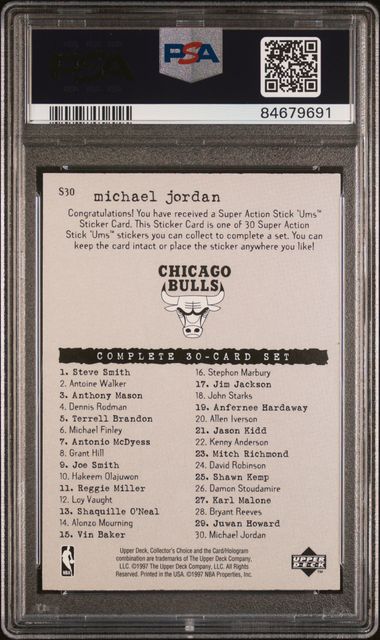 PSA
84679691
S30 michael jordan
Congratulations! You have received a Super Action Stick 'Ums™
Sticker Card. This Sticker Card is one of 30 Super Action
Stick 'Ums™ stickers you can collect to complete a set. You can
keep the card intact or place the sticker anywhere you like!
CHICAGO
BULLS
COMPLETE 30-CARD SET
1. Steve Smith
2. Antoine Walker
3. Anthony Mason
4. Dennis Rodman
5. Terrell Brandon
6. Michael Finley
7. Antonio McDyess
8. Grant Hill
9. Joe Smith
10. Hakeem Olajuwon
11. Reggie Miller
12. Loy Vaught
13. Shaquille O'Neal
14. Alonzo Mourning
15. Vin Baker
16. Stephon Marbury
17. Jim Jackson
18. John Starks
19. Anfernee Hardaway
20. Allen Iverson
21. Jason Kidd
22. Kenny Anderson
23. Mitch Richmond
24. David Robinson
25. Shawn Kemp
26. Damon Stoudamire
27. Karl Malone
28. Bryant Reeves
29. Juwan Howard
30. Michael Jordan
NBA
Upper Deck, Collector's Choice and the Card/Hologram
combination are trademarks of The Upper Deck Company,
LLC. ©1997 The Upper Deck Company, LLC. All Rights
Reserved. Printed in the USA. ©1997 NBA Properties, Inc.
UPPER
DECK